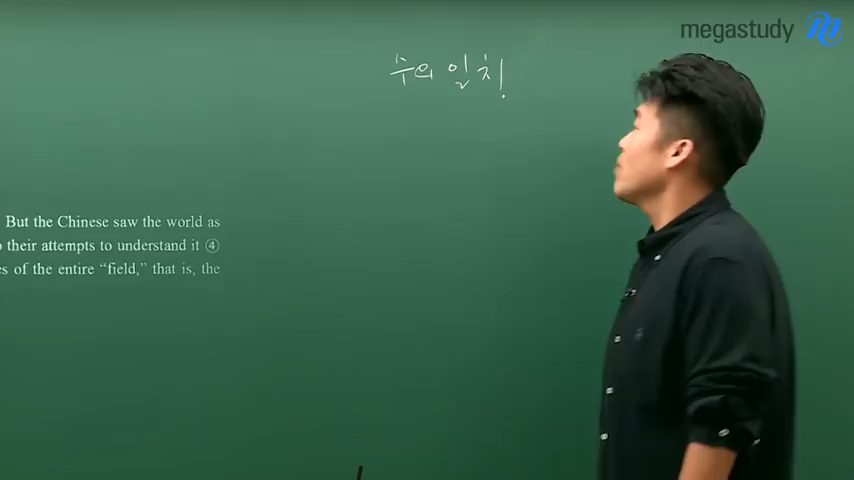 megastudy
수의 일치!
But the Chinese saw the world as
their attempts to understand it ④
of the entire “field,” that is, the